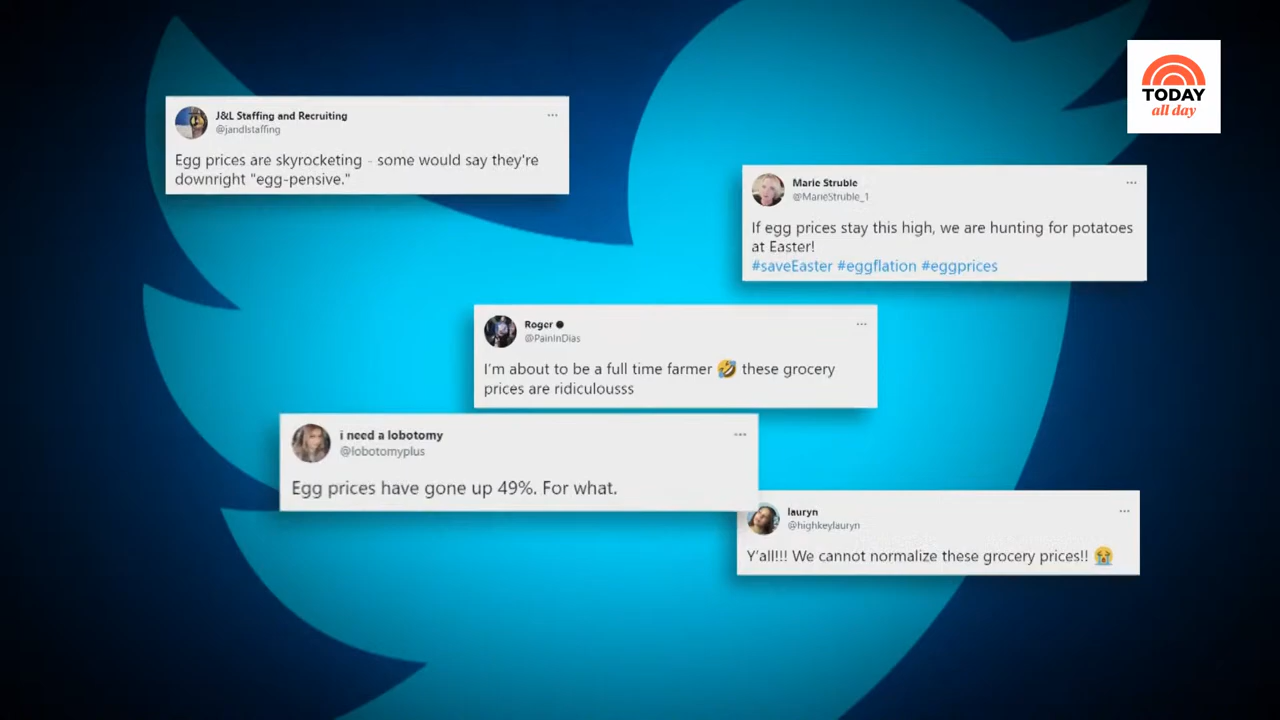 TODAY
all day
J&L Staffing and Recruiting
@jandlstaffing
Egg prices are skyrocketing - some would say they're
downright "egg-pensive."
Marie Struble
@MarieStruble_1
If egg prices stay this high, we are hunting for potatoes
at Easter!
#saveEaster #eggflation #eggprices
Roger
@PainInDias
I'm about to be a full time farmer 🤣 these grocery
prices are ridiculousss
i need a lobotomy
@lobotomyplus
Egg prices have gone up 49%. For what.
lauryn
@highkeylauryn
Y'all!!! We cannot normalize these grocery prices!! 😭